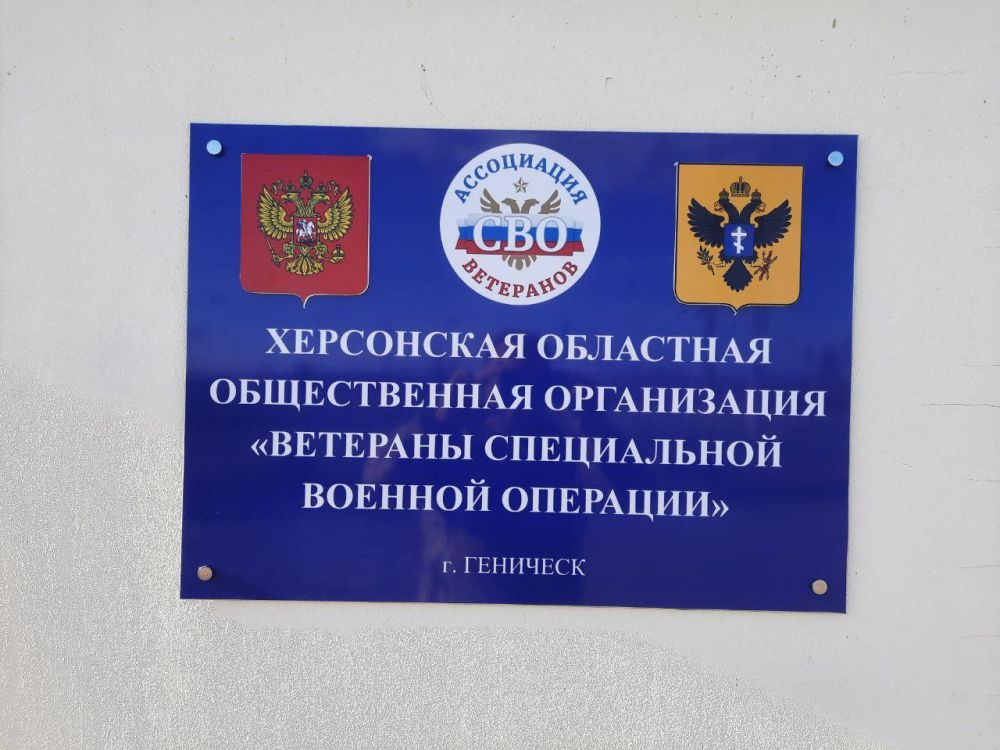 АССОЦИАЦИЯ
СВО
ВЕТЕРАНОВ
ХЕРСОНСКАЯ ОБЛАСТНАЯ
ОБЩЕСТВЕННАЯ ОРГАНИЗАЦИЯ
«ВЕТЕРАНЫ СПЕЦИАЛЬНОЙ
ВОЕННОЙ ОПЕРАЦИИ»
г. ГЕНИЧЕСК